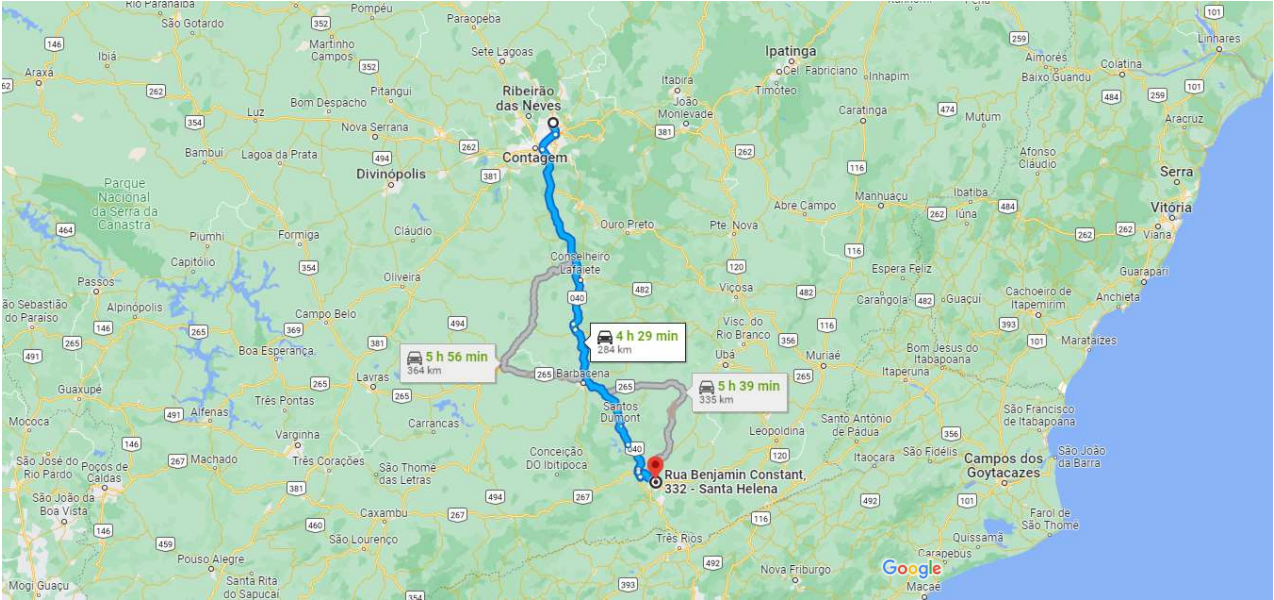 Rio Paranaíba
São Gotardo
Pompéu
352
Martinho
Campos
Paraopeba
Sete Lagoas
Ipatinga
Cel. Fabriciano
Timóteo
Inhapim
259
Aimorés
Baixo Guandu
Colatina
101
Linhares
146
Ibiá
Araxá
262
352
Pitangui
Bom Despacho
Luz
354
Nova Serrana
Ribeirão
das Neves
Itabira
João
Monlevade
381
Caratinga
474
Mutum
484
259
101
Aracruz
Bambuí
Lagoa da Prata
494
262
Contagem
381
Divinópolis
262
Afonso
Cláudio
Serra
Parque
Nacional
da Serra da
Canastra
464
Piumhi
Formiga
Cláudio
Ouro Preto
Pte. Nova
Abre Campo
Manhuaçu
Ibatiba
Iúna
484
262
262
262
Vitória
Viana
116
Capitólio
354
Passos
Oliveira
Conselheiro
Lafaiete
120
Espera Feliz
Guarapari
ão Sebastião
do Paraíso
146
Alpinópolis
265
369
Campo Belo
494
040
482
Viçosa
482
Carangola
482
Guaçuí
Cachoeiro de
Itapemirim
Anchieta
491
265
Boa Esperança
381
5 h 56 min
364 km
4 h 29 min
284 km
Visc. do
Rio Branco
356
116
Ubá
Muriaé
Bom Jesus do
Itabapoana
393
101
Marataízes
Guaxupé
Lavras
265
265
Barbacena
265
5 h 39 min
335 km
265
Itaperuna
Mococa
491
Alfenas
Três Pontas
Carrancas
Santos
Dumont
Leopoldina
Santo Antônio
de Pádua
São Francisco
de Itabapoana
146
Varginha
040
356
São José do
Rio Pardo
Poços de
Caldas
267
Machado
Três Corações
São Thomé
das Letras
Conceição
DO Ibitipoca
120
Itaocara
São Fidélis
Campos dos
Goytacazes
São João
da Barra
Rua Benjamin Constant,
332 - Santa Helena
381
494
267
492
101
São João da
Boa Vista
146
460
Caxambu
267
116
Farol de
São Thomé
459
São Lourenço
Três Rios
Quissamã
Pouso Alegre
492
Carapebus
Mogi Guaçu
Santa Rita
do Sapucaí
354
393
Nova Friburgo
Google
Macaé